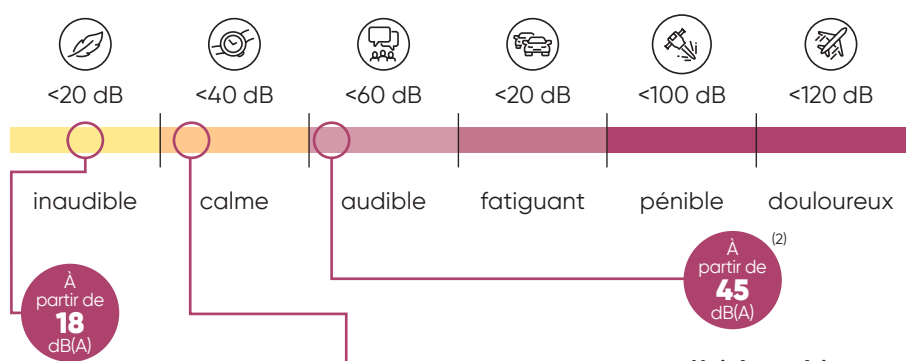 <20 dB <40 dB <60 dB <20 dB <100 dB <120 dB
inaudible calme audible fatiguant pénible douloureux
À
partir de
45
dB(A)
(2)
À
partir de
18
dB(A)